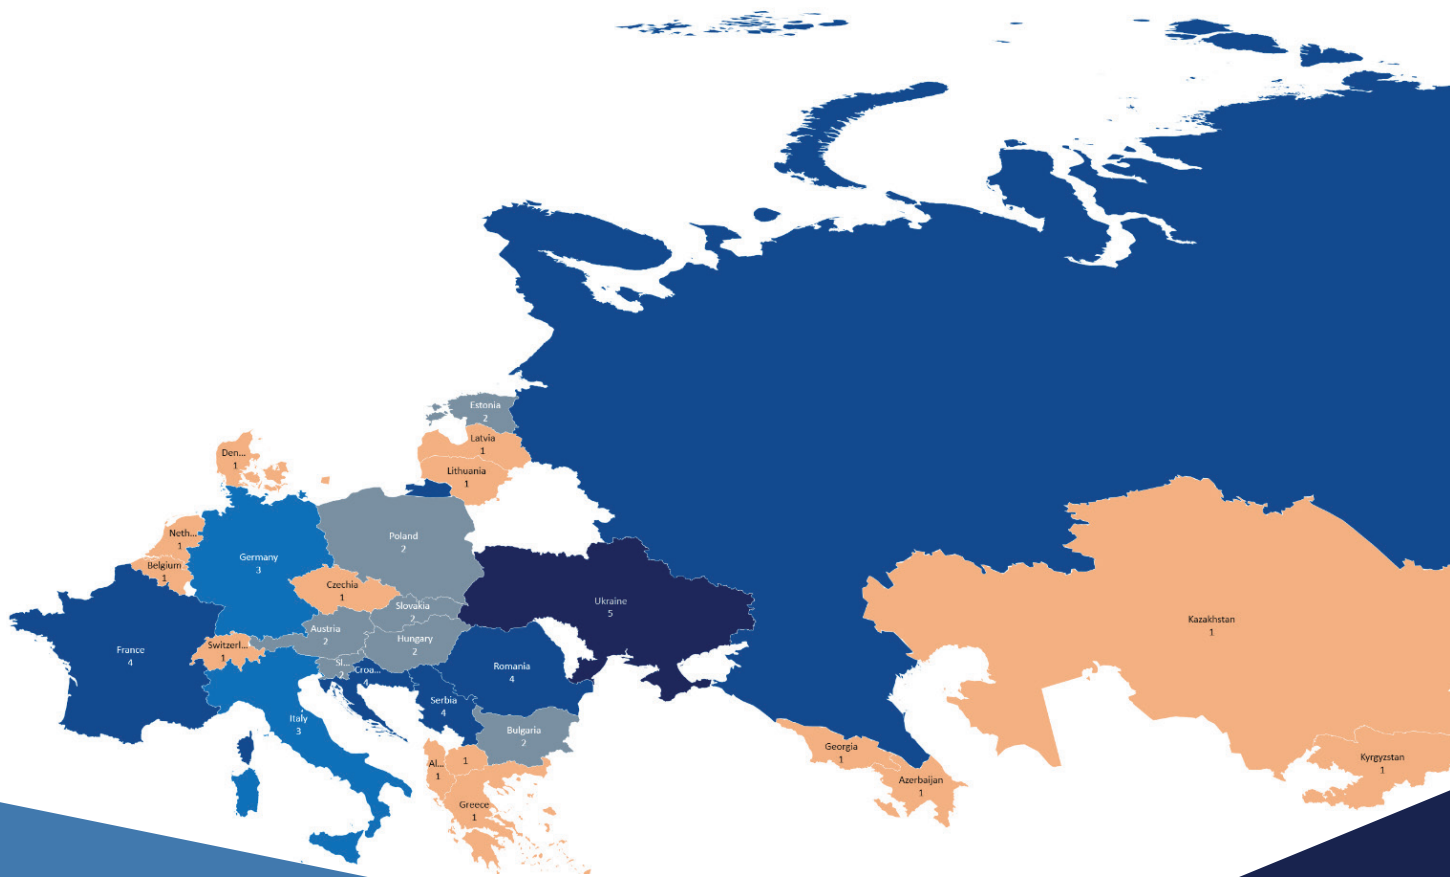 Estonia
2
Latvia
1
Den...
1
Lithuania
1
Neth...
1
Poland
2
Germany
3
Belgium
1
Czechia
1
Ukraine
5
Slovakia
2
Kazakhstan
1
Austria
2
Hungary
2
Switzerl...
1
France
4
Sl...
2
Croa...
4
Romania
4
Serbia
4
Italy
3
Bulgaria
2
Georgia
1
Al...
1
1
Kyrgyzstan
1
Azerbaijan
1
Greece
1